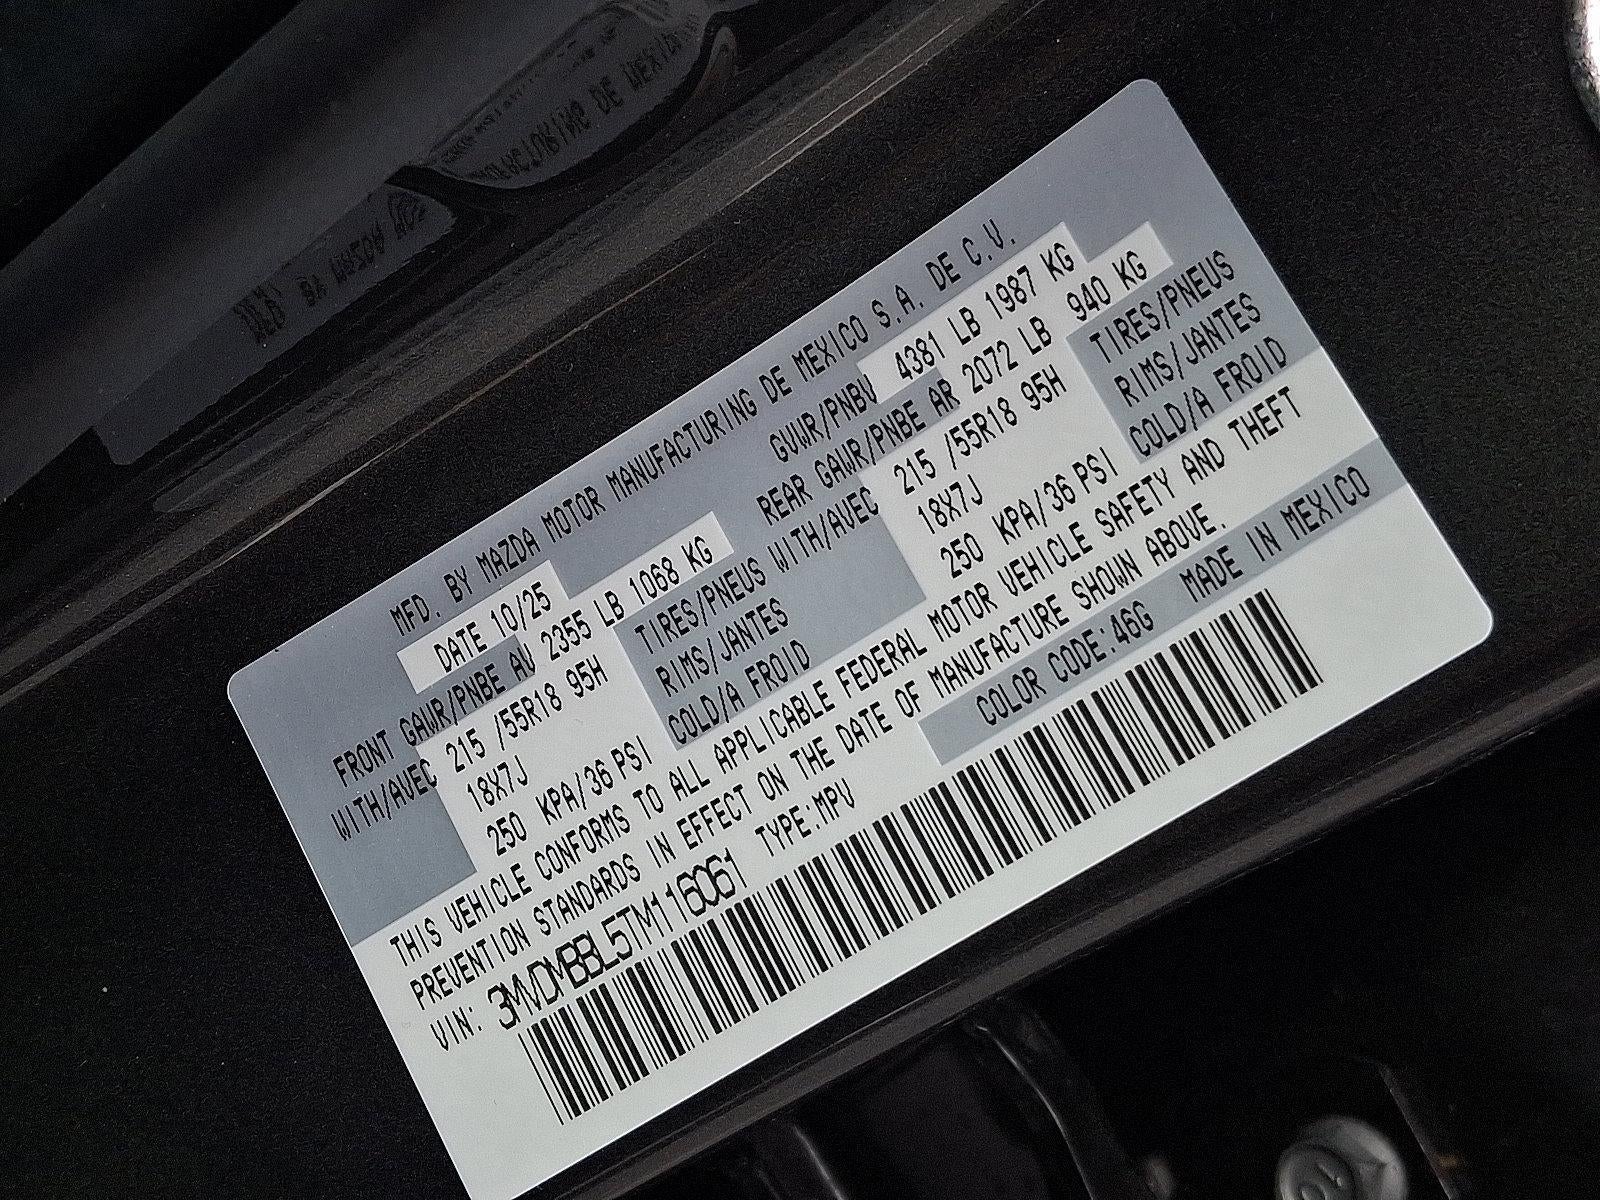 MFD. BY MAZDA MOTOR MANUFACTURING DE MEXICO S.A. DE C.V.
DATE 10/25 GVWR/PNBV 4381 LB 1987 KG
FRONT GAWR/PNBE AV 2355 LB 1068 KG REAR GAWR/PNBE AR 2072 LB 940 KG
WITH/AVEC 215 /55R18 95H TIRES/PNEUS WITH/AVEC 215 /55R18 95H TIRES/PNEUS
18X7J RIMS/JANTES 18X7J RIMS/JANTES
250 KPA/36 PSI COLD/A FROID 250 KPA/36 PSI COLD/A FROID
THIS VEHICLE CONFORMS TO ALL APPLICABLE FEDERAL MOTOR VEHICLE SAFETY AND THEFT
PREVENTION STANDARDS IN EFFECT ON THE DATE OF MANUFACTURE SHOWN ABOVE.
VIN: 3MVDMBBL5TM116061 TYPE:MPV COLOR CODE:46G MADE IN MEXICO